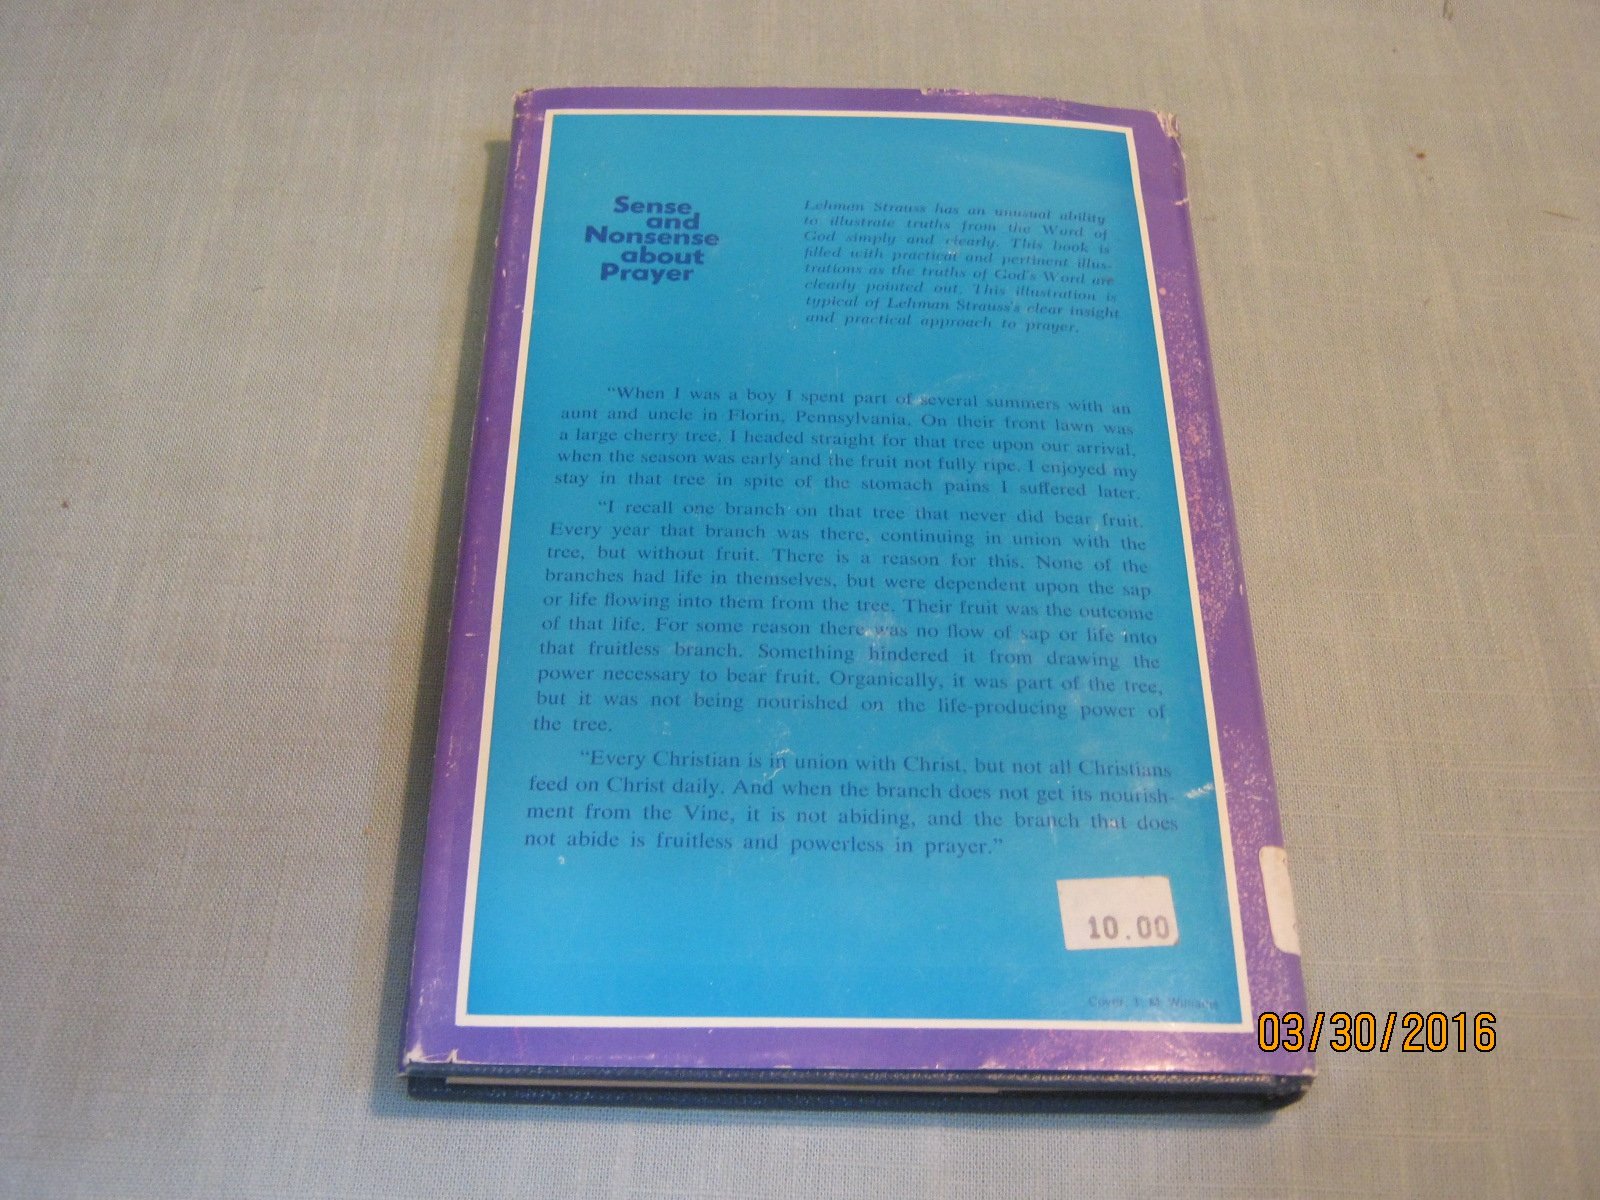 Sense
and
Nonsense
about
Prayer
Lehman Strauss has an unusual ability
to illustrate truths from the Word of
God simply and clearly. This book is
filled with practical and pertinent illus-
trations as the truths of God's Word are
clearly pointed out. This illustration is
typical of Lehman Strauss's clear insight
and practical approach to prayer.
"When I was a boy I spent part of several summers with an
aunt and uncle in Florin, Pennsylvania. On their front lawn was
a large cherry tree. I headed straight for that tree upon our arrival,
when the season was early and the fruit not fully ripe. I enjoyed my
stay in that tree in spite of the stomach pains I suffered later.
"I recall one branch on that tree that never did bear fruit.
Every year that branch was there, continuing in union with the
tree, but without fruit. There is a reason for this. None of the
branches had life in themselves, but were dependent upon the sap
or life flowing into them from the tree. Their fruit was the outcome
of that life. For some reason there was no flow of sap or life into
that fruitless branch. Something hindered it from drawing the
power necessary to bear fruit. Organically, it was part of the tree,
but it was not being nourished on the life-producing power of
the tree.
"Every Christian is in union with Christ, but not all Christians
feed on Christ daily. And when the branch does not get its nourish-
ment from the Vine, it is not abiding, and the branch that does
not abide is fruitless and powerless in prayer."
10.00
Cover,
03/30/2016